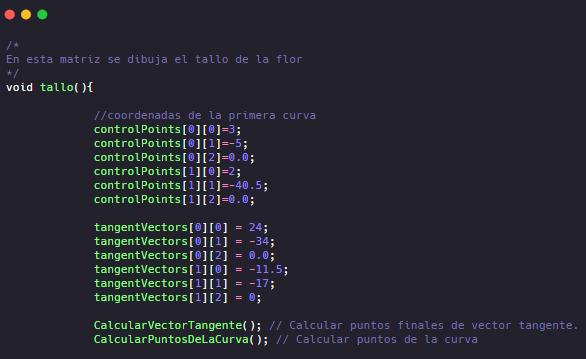 /*
En esta matriz se dibuja el tallo de la flor
*/
void tallo(){
//coordenadas de la primera curva
controlPoints[0][0]=3;
controlPoints[0][1]=-5;
controlPoints[0][2]=0.0;
controlPoints[1][0]=2;
controlPoints[1][1]=-40.5;
controlPoints[1][2]=0.0;
tangentVectors[0][0] = 24;
tangentVectors[0][1] = -34;
tangentVectors[0][2] = 0.0;
tangentVectors[1][0] = -11.5;
tangentVectors[1][1] = -17;
tangentVectors[1][2] = 0;
CalcularVectorTangente(); // Calcular puntos finales de vector tangente.
CalcularPuntosDeLaCurva(); // Calcular puntos de la curva